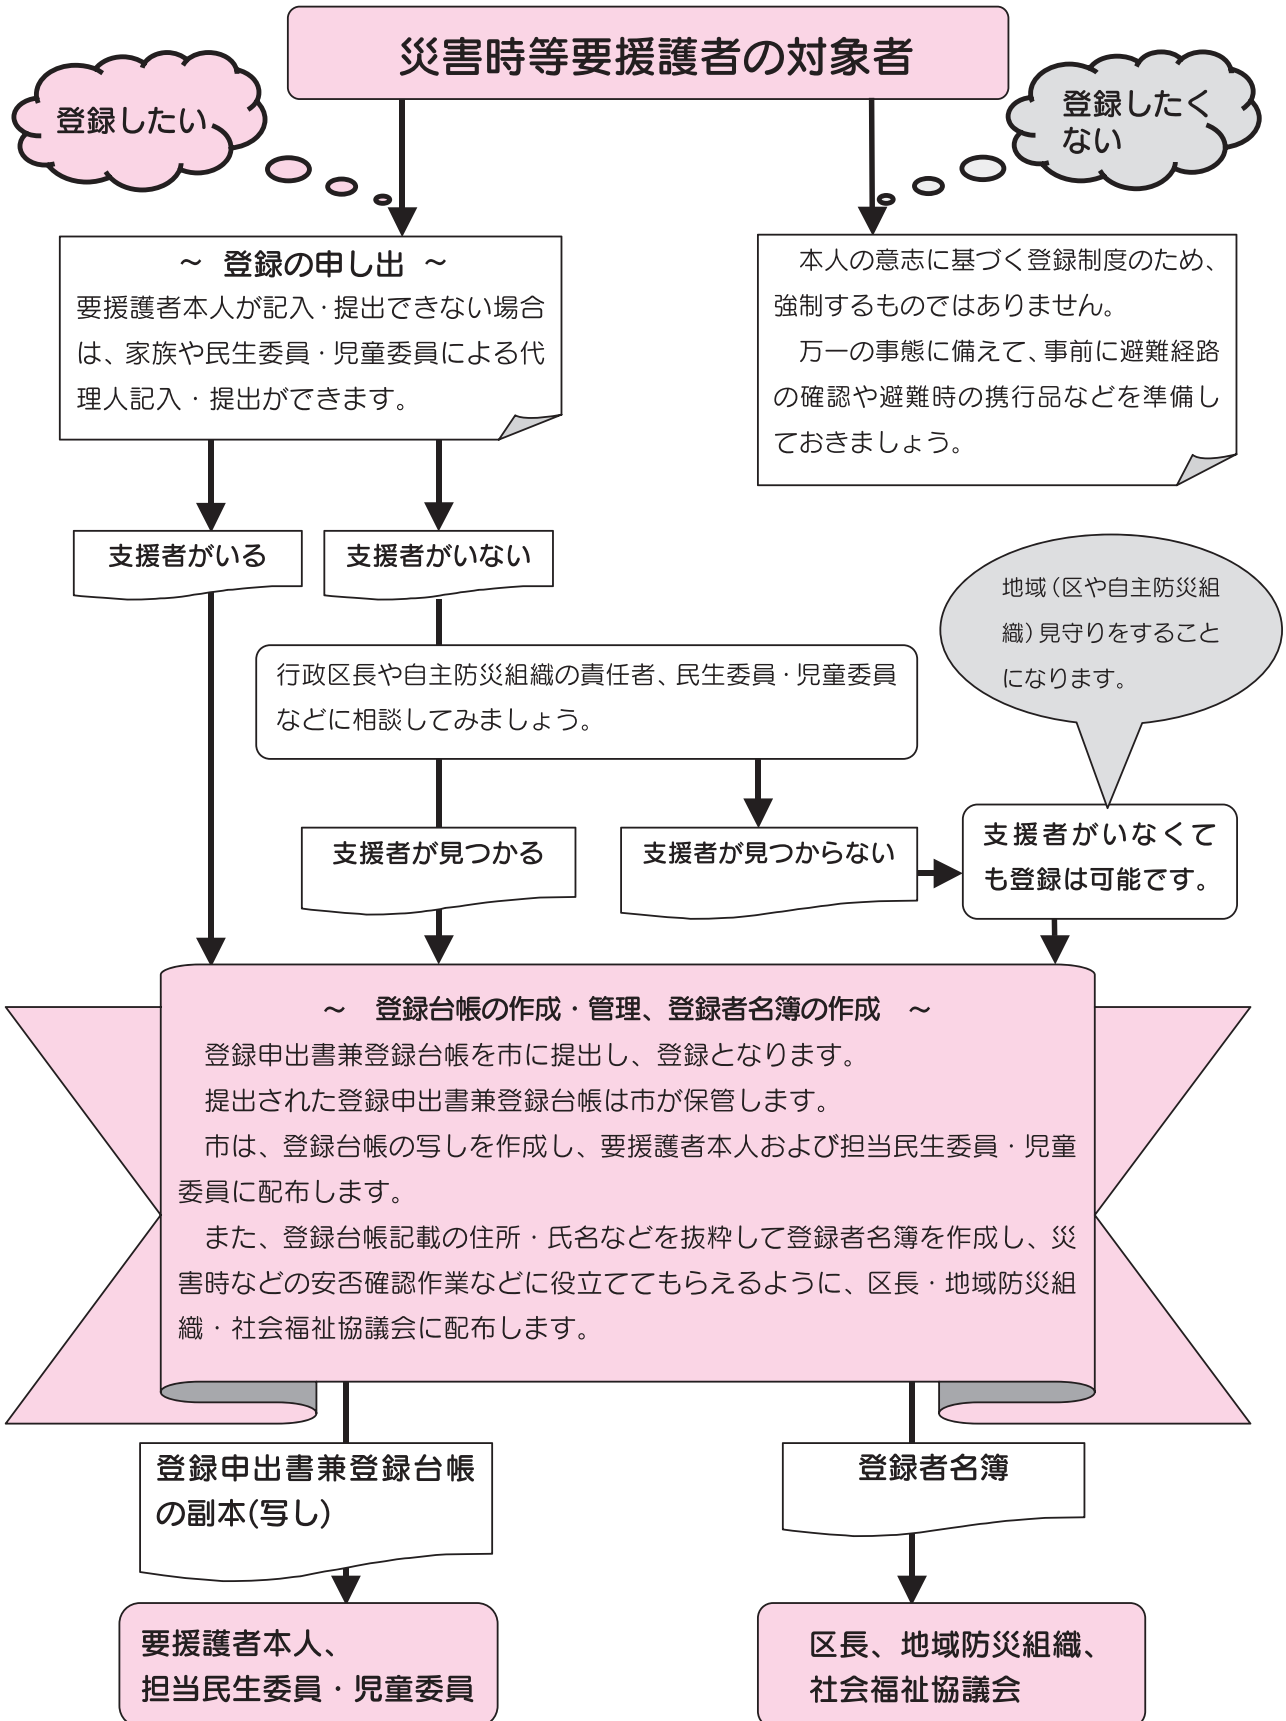 災害時等要援護者の対象者
登録したい
登録したく
ない
～ 登録の申し出 ～
要援護者本人が記入・提出できない場合
は、家族や民生委員・児童委員による代
理人記入・提出ができます。
本人の意志に基づく登録制度のため、
強制するものではありません。
万一の事態に備えて、事前に避難経路
の確認や避難時の携行品などを準備し
ておきましょう。
支援者がいる
支援者がいない
行政区長や自主防災組織の責任者、民生委員・児童委員
などに相談してみましょう。
地域（区や自主防災組
織）見守りをすること
になります。
支援者が見つかる
支援者が見つからない
支援者がいなくて
も登録は可能です。
～ 登録台帳の作成・管理、登録者名簿の作成 ～
登録申出書兼登録台帳を市に提出し、登録となります。
提出された登録申出書兼登録台帳は市が保管します。
市は、登録台帳の写しを作成し、要援護者本人および担当民生委員・児童
委員に配布します。
また、登録台帳記載の住所・氏名などを抜粋して登録者名簿を作成し、災
害時などの安否確認作業などに役立ててもらえるように、区長・地域防災組
織・社会福祉協議会に配布します。
登録申出書兼登録台帳
の副本(写し)
登録者名簿
要援護者本人、
担当民生委員・児童委員
区長、地域防災組織、
社会福祉協議会